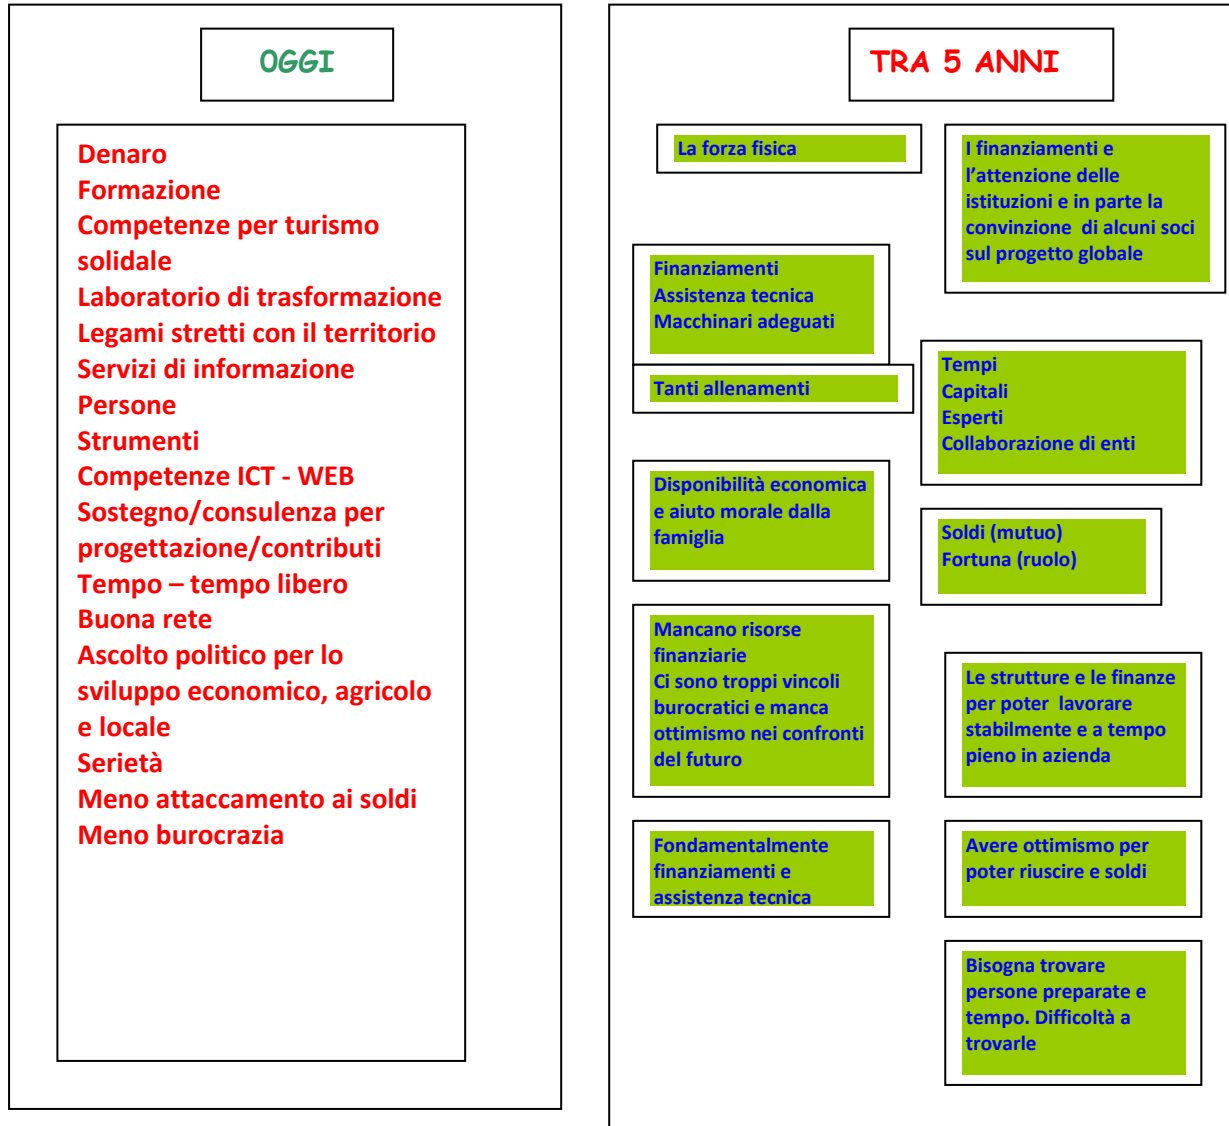 OGGI
Denaro
Formazione
Competenze per turismo
solidale
Laboratorio di trasformazione
Legami stretti con il territorio
Servizi di informazione
Persone
Strumenti
Competenze ICT - WEB
Sostegno/consulenza per
progettazione/contributi
Tempo – tempo libero
Buona rete
Ascolto politico per lo
sviluppo economico, agricolo
e locale
Serietà
Meno attaccamento ai soldi
Meno burocrazia
TRA 5 ANNI
La forza fisica
I finanziamenti e
l’attenzione delle
istituzioni e in parte la
convinzione di alcuni soci
sul progetto globale
Finanziamenti
Assistenza tecnica
Macchinari adeguati
Tanti allenamenti
Tempi
Capitali
Esperti
Collaborazione di enti
Disponibilità economica
e aiuto morale dalla
famiglia
Soldi (mutuo)
Fortuna (ruolo)
Mancano risorse
finanziarie
Ci sono troppi vincoli
burocratici e manca
ottimismo nei confronti
del futuro
Le strutture e le finanze
per poter lavorare
stabilmente e a tempo
pieno in azienda
Fondamentalmente
finanziamenti e
assistenza tecnica
Avere ottimismo per
poter riuscire e soldi
Bisogna trovare
persone preparate e
tempo. Difficoltà a
trovarle